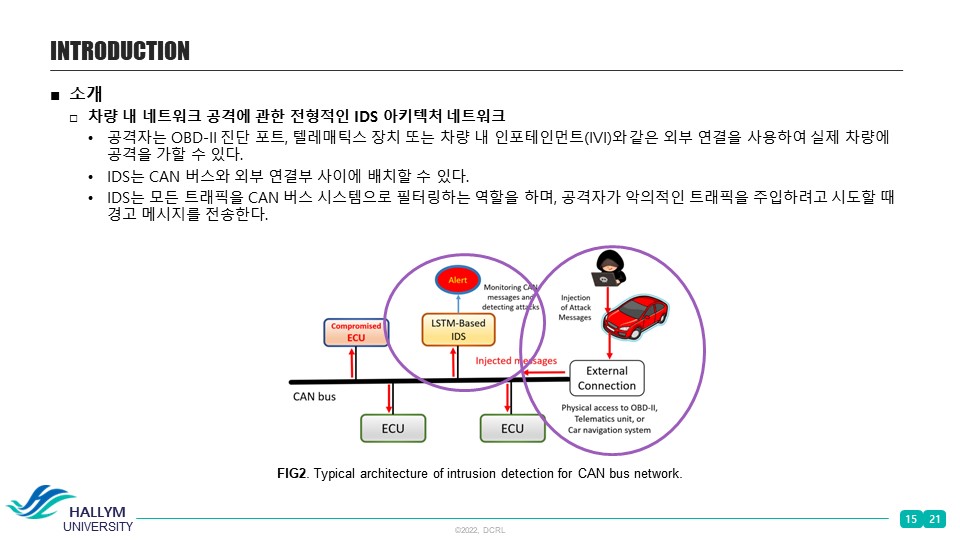 INTRODUCTION
■ 소개
□ 차량 내 네트워크 공격에 관한 전형적인 IDS 아키텍처 네트워크
• 공격자는 OBD-II 진단 포트, 텔레매틱스 장치 또는 차량 내 인포테인먼트(IVI)와 같은 외부 연결을 사용하여 실제 차량에
공격을 가할 수 있다.
• IDS는 CAN 버스와 외부 연결부 사이에 배치할 수 있다.
• IDS는 모든 트래픽을 CAN 버스 시스템으로 필터링하는 역할을 하며, 공격자가 악의적인 트래픽을 주입하려고 시도할 때
경고 메시지를 전송한다.
Alert
Monitoring CAN
messages and
detecting attacks
Injection
of Attack
Messages
Compromised
ECU
LSTM-Based
IDS
Injected messages
External
Connection
CAN bus
Physical access to OBD-II,
Telematics unit, or
Car navigation system
ECU
ECU
FIG2. Typical architecture of intrusion detection for CAN bus network.
HALLYM
UNIVERSITY
©2022, DCRL
15 21